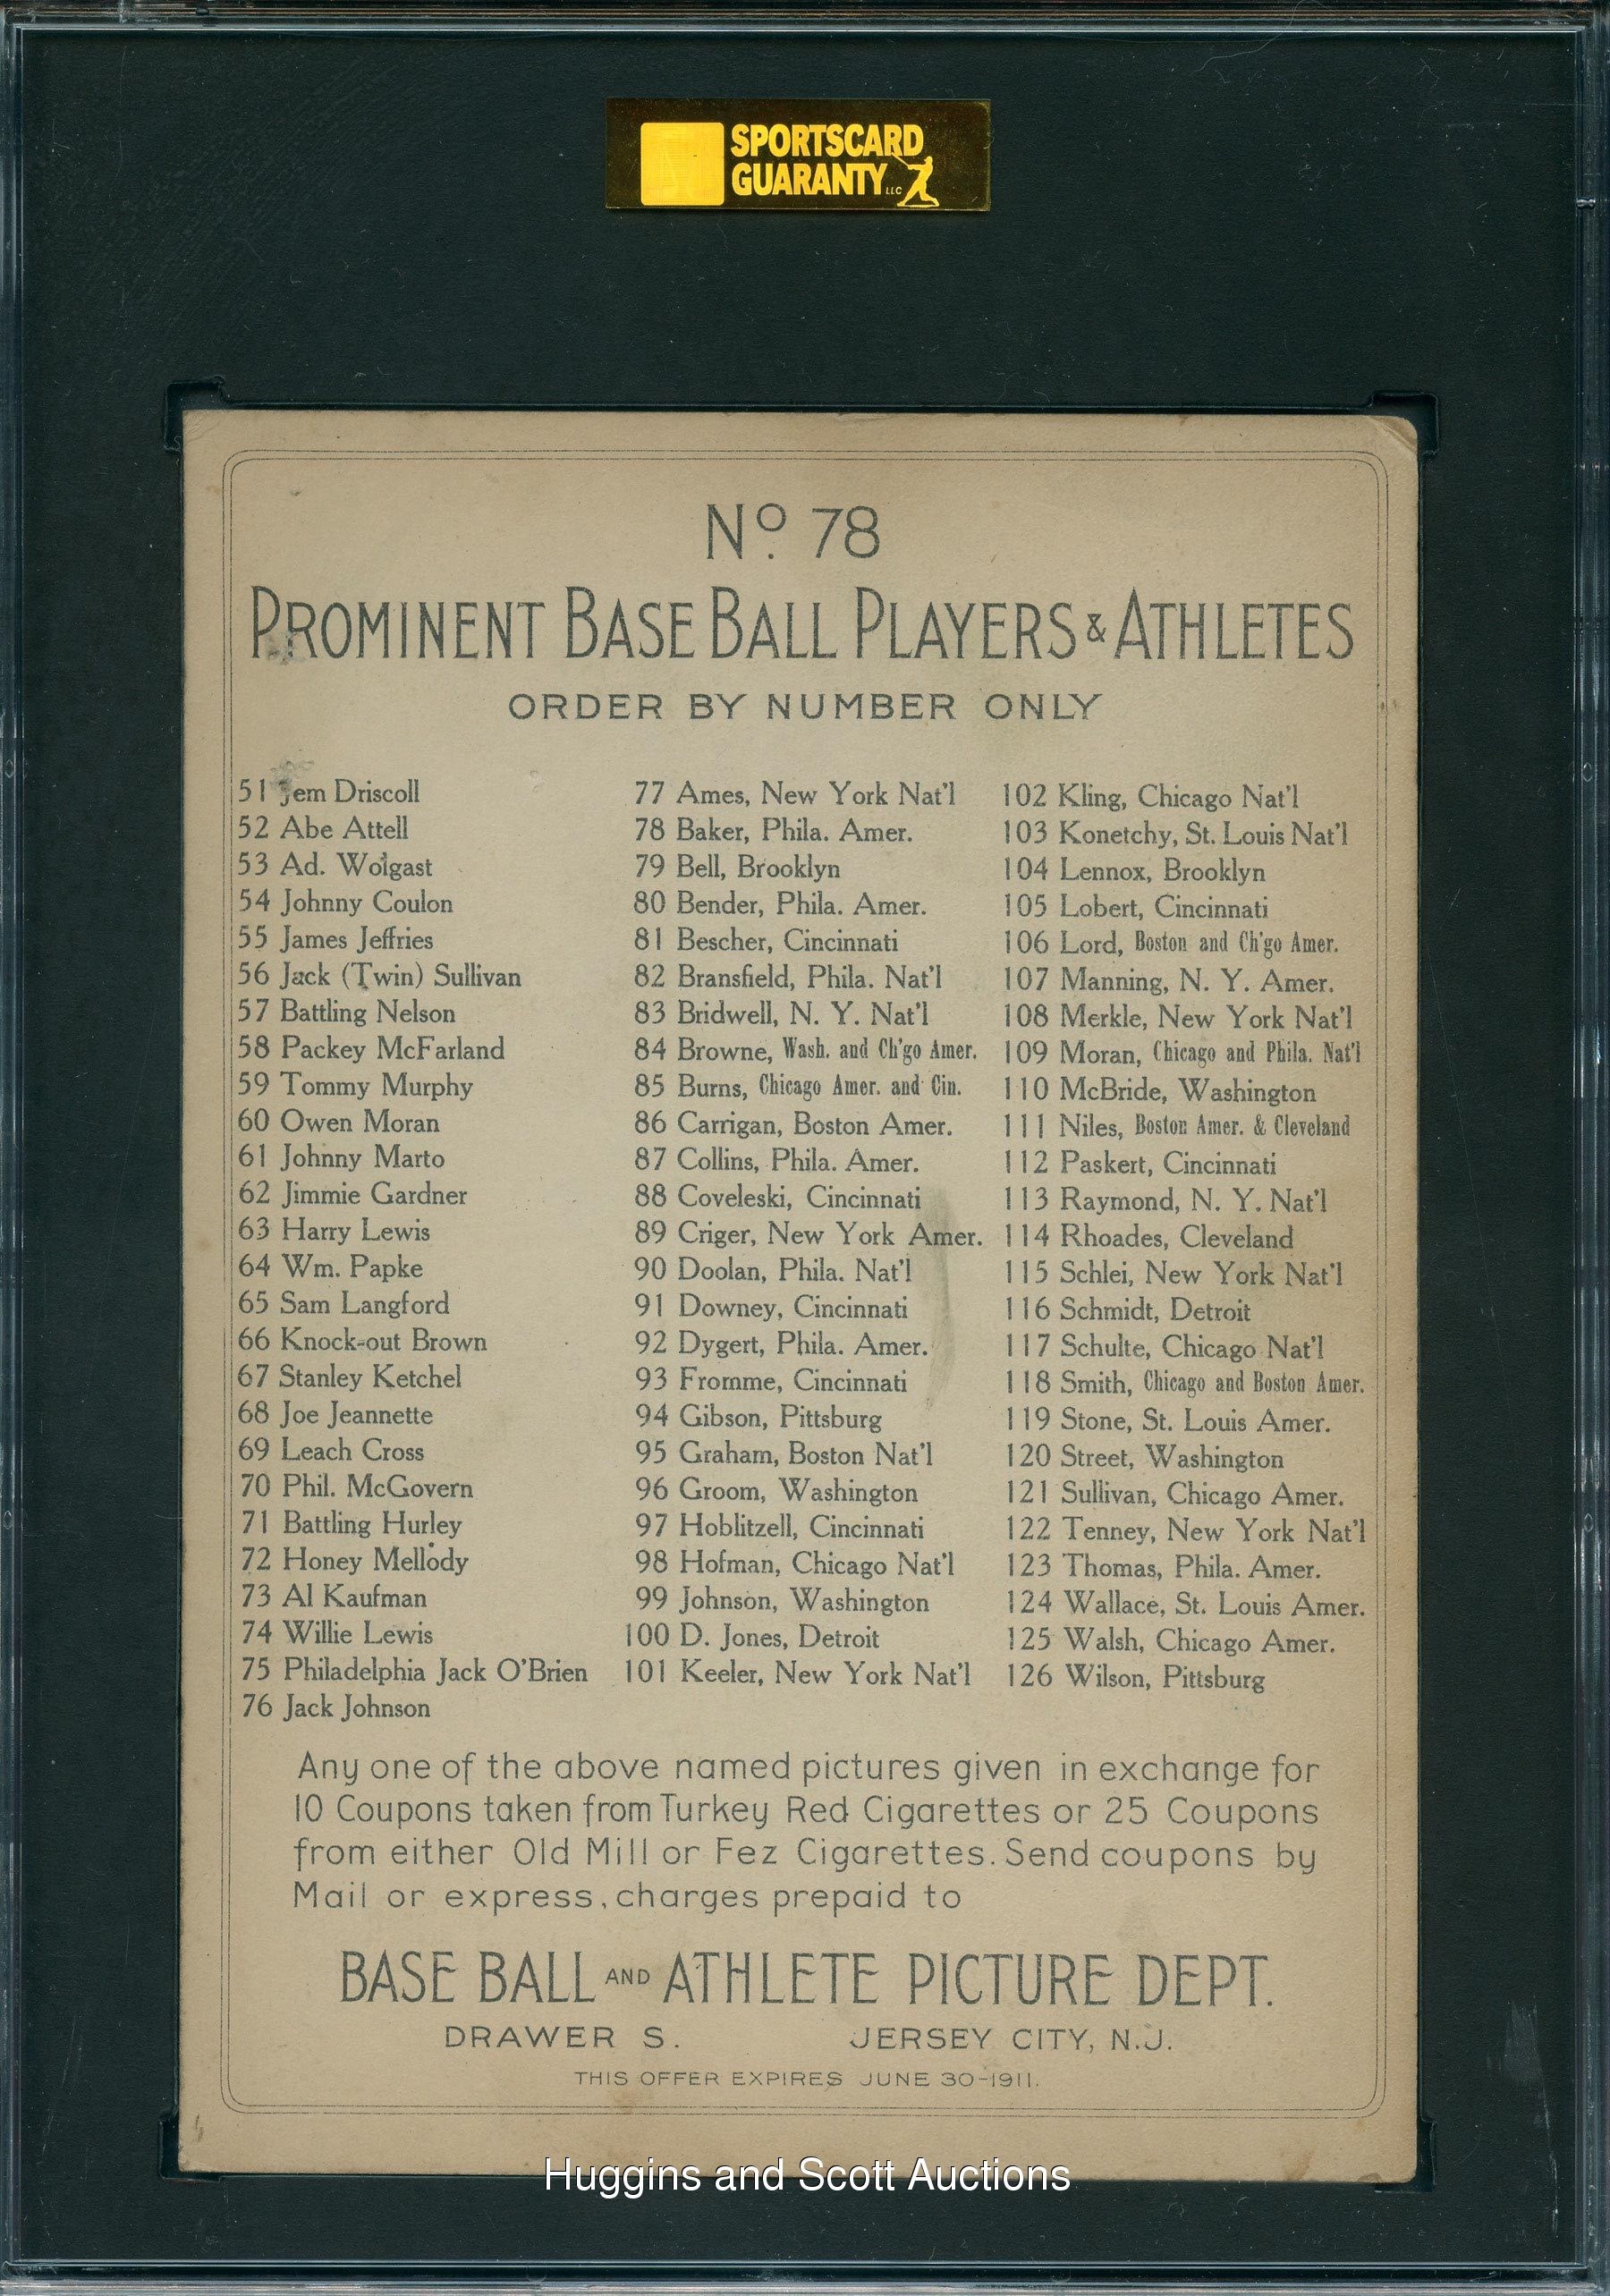 SPORTSCARD
GUARANTY LLC
No. 78
PROMINENT BASE BALL PLAYERS & ATHLETES
ORDER BY NUMBER ONLY
51 Jem Driscoll
52 Abe Attell
53 Ad. Wolgast
54 Johnny Coulon
55 James Jeffries
56 Jack (Twin) Sullivan
57 Battling Nelson
58 Packey McFarland
59 Tommy Murphy
60 Owen Moran
61 Johnny Marto
62 Jimmie Gardner
63 Harry Lewis
64 Wm. Papke
65 Sam Langford
66 Knock-out Brown
67 Stanley Ketchel
68 Joe Jeannette
69 Leach Cross
70 Phil. McGovern
71 Battling Hurley
72 Honey Mellody
73 Al Kaufman
74 Willie Lewis
75 Philadelphia Jack O'Brien
76 Jack Johnson
77 Ames, New York Nat'l
78 Baker, Phila. Amer.
79 Bell, Brooklyn
80 Bender, Phila. Amer.
81 Bescher, Cincinnati
82 Bransfield, Phila. Nat'l
83 Bridwell, N. Y. Nat'l
84 Browne, Wash. and Ch'go Amer.
85 Burns, Chicago Amer. and Cin.
86 Carrigan, Boston Amer.
87 Collins, Phila. Amer.
88 Coveleski, Cincinnati
89 Criger, New York Amer.
90 Doolan, Phila. Nat'l
91 Downey, Cincinnati
92 Dygert, Phila. Amer.
93 Fromme, Cincinnati
94 Gibson, Pittsburg
95 Graham, Boston Nat'l
96 Groom, Washington
97 Hoblitzell, Cincinnati
98 Hofman, Chicago Nat'l
99 Johnson, Washington
100 D. Jones, Detroit
101 Keeler, New York Nat'l
102 Kling, Chicago Nat'l
103 Konetchy, St. Louis Nat'l
104 Lennox, Brooklyn
105 Lobert, Cincinnati
106 Lord, Boston and Ch'go Amer.
107 Manning, N. Y. Amer.
108 Merkle, New York Nat'l
109 Moran, Chicago and Phila. Nat'l
110 McBride, Washington
111 Niles, Boston Amer. & Cleveland
112 Paskert, Cincinnati
113 Raymond, N. Y. Nat'l
114 Rhoades, Cleveland
115 Schlei, New York Nat'l
116 Schmidt, Detroit
117 Schulte, Chicago Nat'l
118 Smith, Chicago and Boston Amer.
119 Stone, St. Louis Amer.
120 Street, Washington
121 Sullivan, Chicago Amer.
122 Tenney, New York Nat'l
123 Thomas, Phila. Amer.
124 Wallace, St. Louis Amer.
125 Walsh, Chicago Amer.
126 Wilson, Pittsburg
Any one of the above named pictures given in exchange for
10 Coupons taken from Turkey Red Cigarettes or 25 Coupons
from either Old Mill or Fez Cigarettes. Send coupons by
Mail or express, charges prepaid to
BASE BALL AND ATHLETE PICTURE DEPT.
DRAWER S. JERSEY CITY, N.J.
THIS OFFER EXPIRES JUNE 30-1911.
Huggins and Scott Auctions